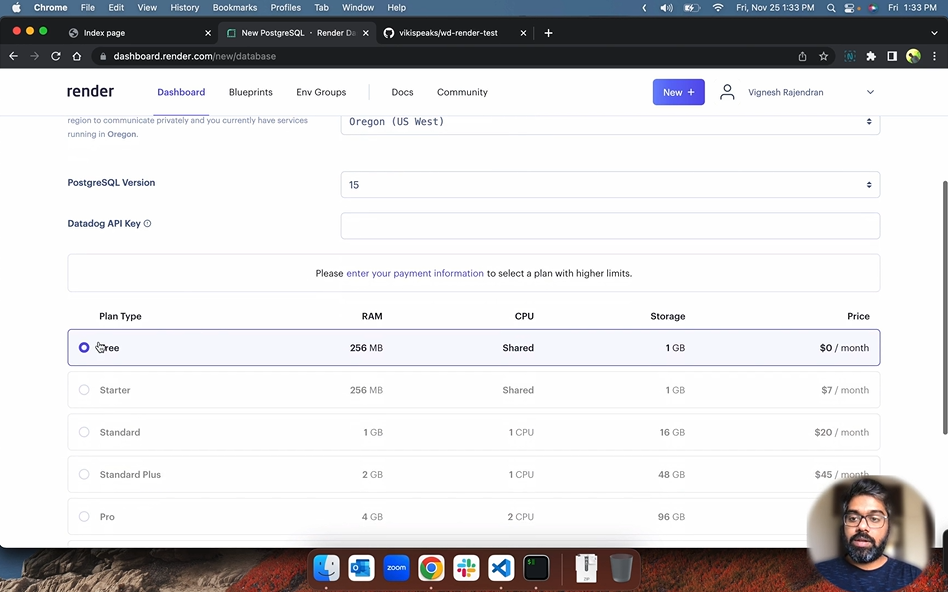 Chrome File Edit View History Bookmarks Profiles Tab Window Help Fri, Nov 25 1:33 PM Fri 1:33 PM
Index page New PostgreSQL · Render Da vikispeaks/wd-render-test
dashboard.render.com/new/database
render Dashboard Blueprints Env Groups Docs Community New + Vignesh Rajendran
region to communicate privately and you currently have services
running in Oregon.
Oregon (US West)
PostgreSQL Version 15
Datadog API Key
Please enter your payment information to select a plan with higher limits.
Plan Type RAM CPU Storage Price
Free 256 MB Shared 1 GB $0 / month
Starter 256 MB Shared 1 GB $7 / month
Standard 1 GB 1 CPU 16 GB $20 / month
Standard Plus 2 GB 1 CPU 48 GB $45 / month
Pro 4 GB 2 CPU 96 GB
zoom